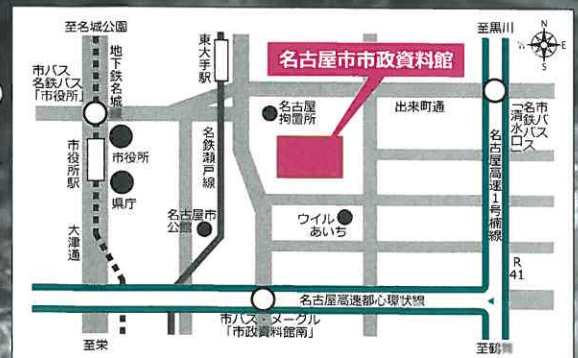 至名城公園
至黒川
N
W
E
S
東大手駅
名古屋市市政資料館
地下鉄名城線
市バス
名鉄バス
「市役所」
名古屋
拘置所
出来町通
市バス
名鉄バス
「清水口」
市役所
市役所駅
名鉄瀬戸線
名古屋高速1号楠線
県庁
名古屋市
公館
ウイル
あいち
大津通
R
41
名古屋高速都心環状線
市バス・メーグル
「市政資料館南」
至栄
至鶴舞